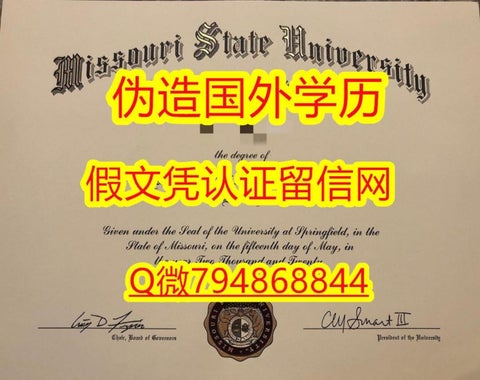 Missouri State University
伪造国外学历
the degree of
假文凭认证留信网
Given under the Seal of the University at Springfield, in the
State of Missouri, on the fifteenth day of May, in
Two Thousand and Twenty
Q微794868844
Chair, Board of Governors
President of the University